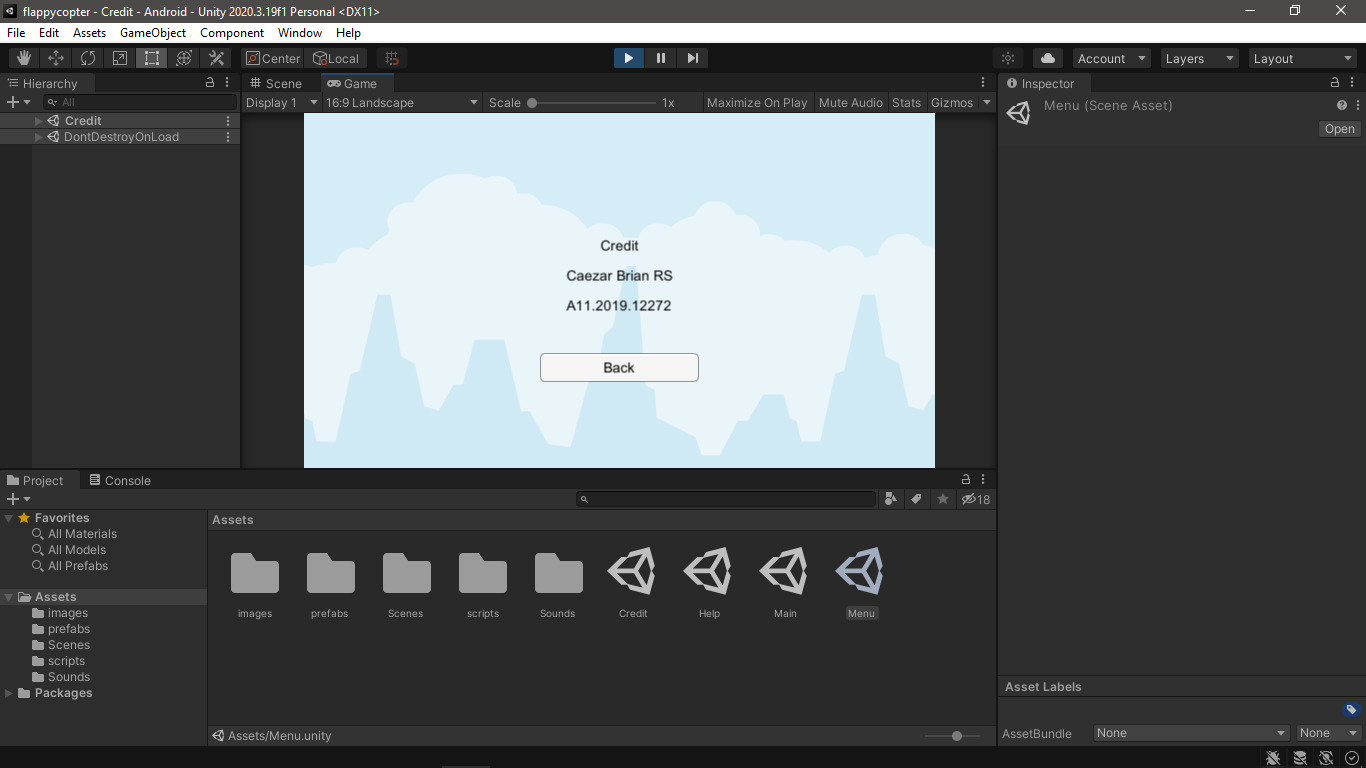 flappycopter - Credit - Android - Unity 2020.3.19f1 Personal <DX11>
File Edit Assets GameObject Component Window Help
Center Local Account Layers Layout
Hierarchy
All
Credit
DontDestroyOnLoad
Scene Game
Display 1 16:9 Landscape Scale 1x Maximize On Play Mute Audio Stats Gizmos
Credit
Caezar Brian RS
A11.2019.12272
Back
Inspector
Menu (Scene Asset)
Open
Project Console
18
Favorites
All Materials
All Models
All Prefabs
Assets
images
prefabs
Scenes
scripts
Sounds
Packages
Assets
images prefabs Scenes scripts Sounds Credit Help Main Menu
Assets/Menu.unity
Asset Labels
AssetBundle None None